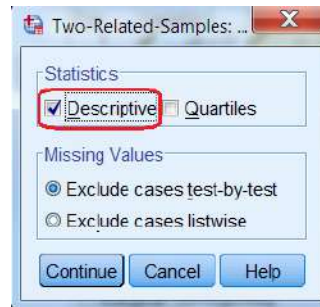 Two-Related-Samples: ...
Statistics
Descriptive Quartiles
Missing Values
Exclude cases test-by-test
Exclude cases listwise
Continue Cancel Help